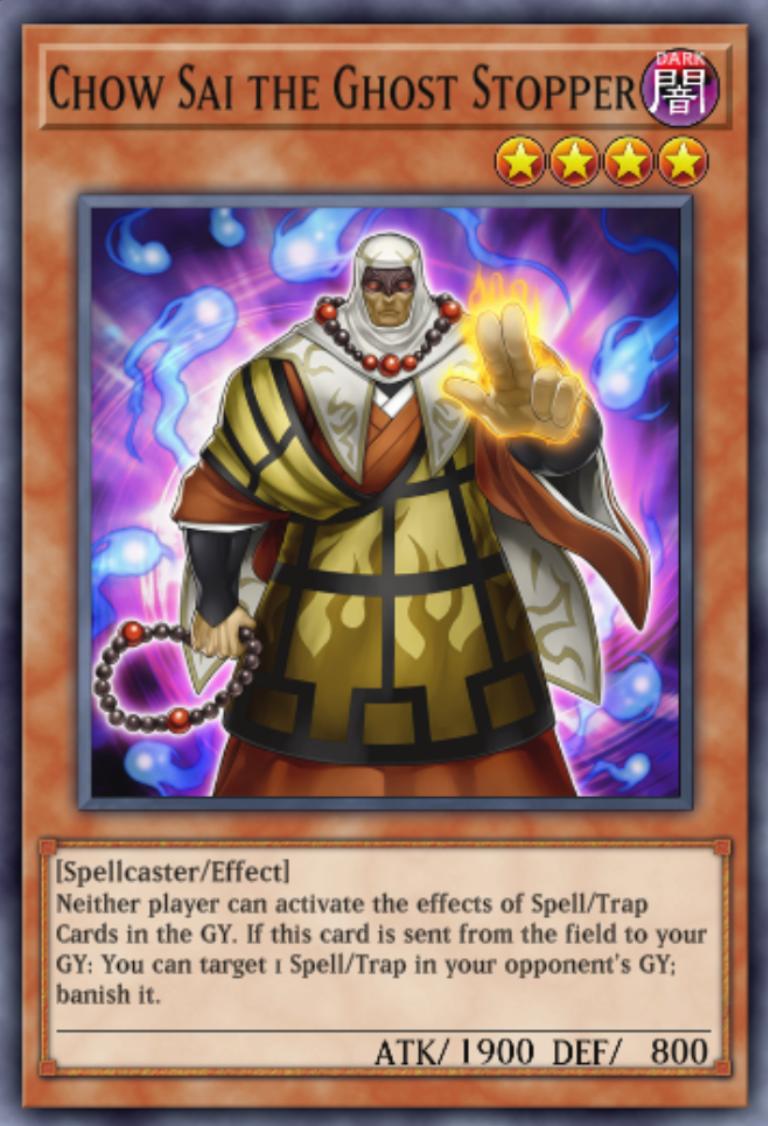 Chow Sai the Ghost Stopper
DARK
闇
[Spellcaster/Effect]
Neither player can activate the effects of Spell/Trap
Cards in the GY. If this card is sent from the field to your
GY: You can target 1 Spell/Trap in your opponent's GY;
banish it.
ATK/ 1900 DEF/ 800